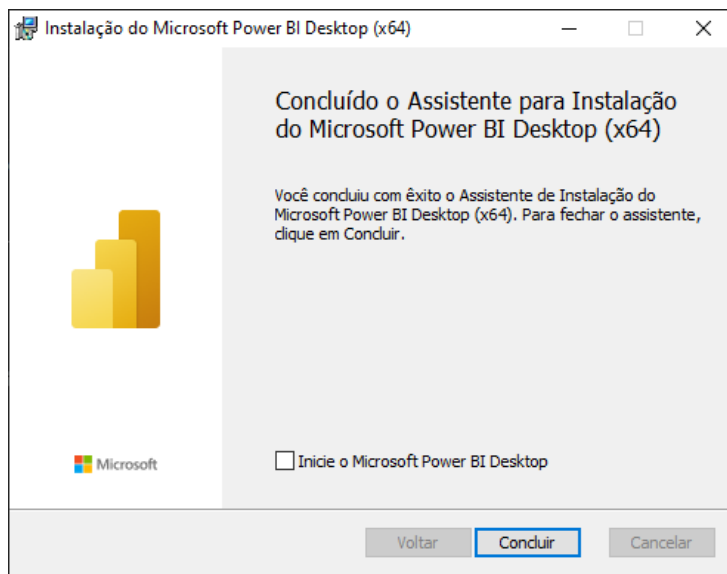 Instalação do Microsoft Power BI Desktop (x64)
Concluído o Assistente para Instalação
do Microsoft Power BI Desktop (x64)
Você concluiu com êxito o Assistente de Instalação do
Microsoft Power BI Desktop (x64). Para fechar o assistente,
clique em Concluir.
Microsoft
Inicie o Microsoft Power BI Desktop
Voltar Concluir Cancelar